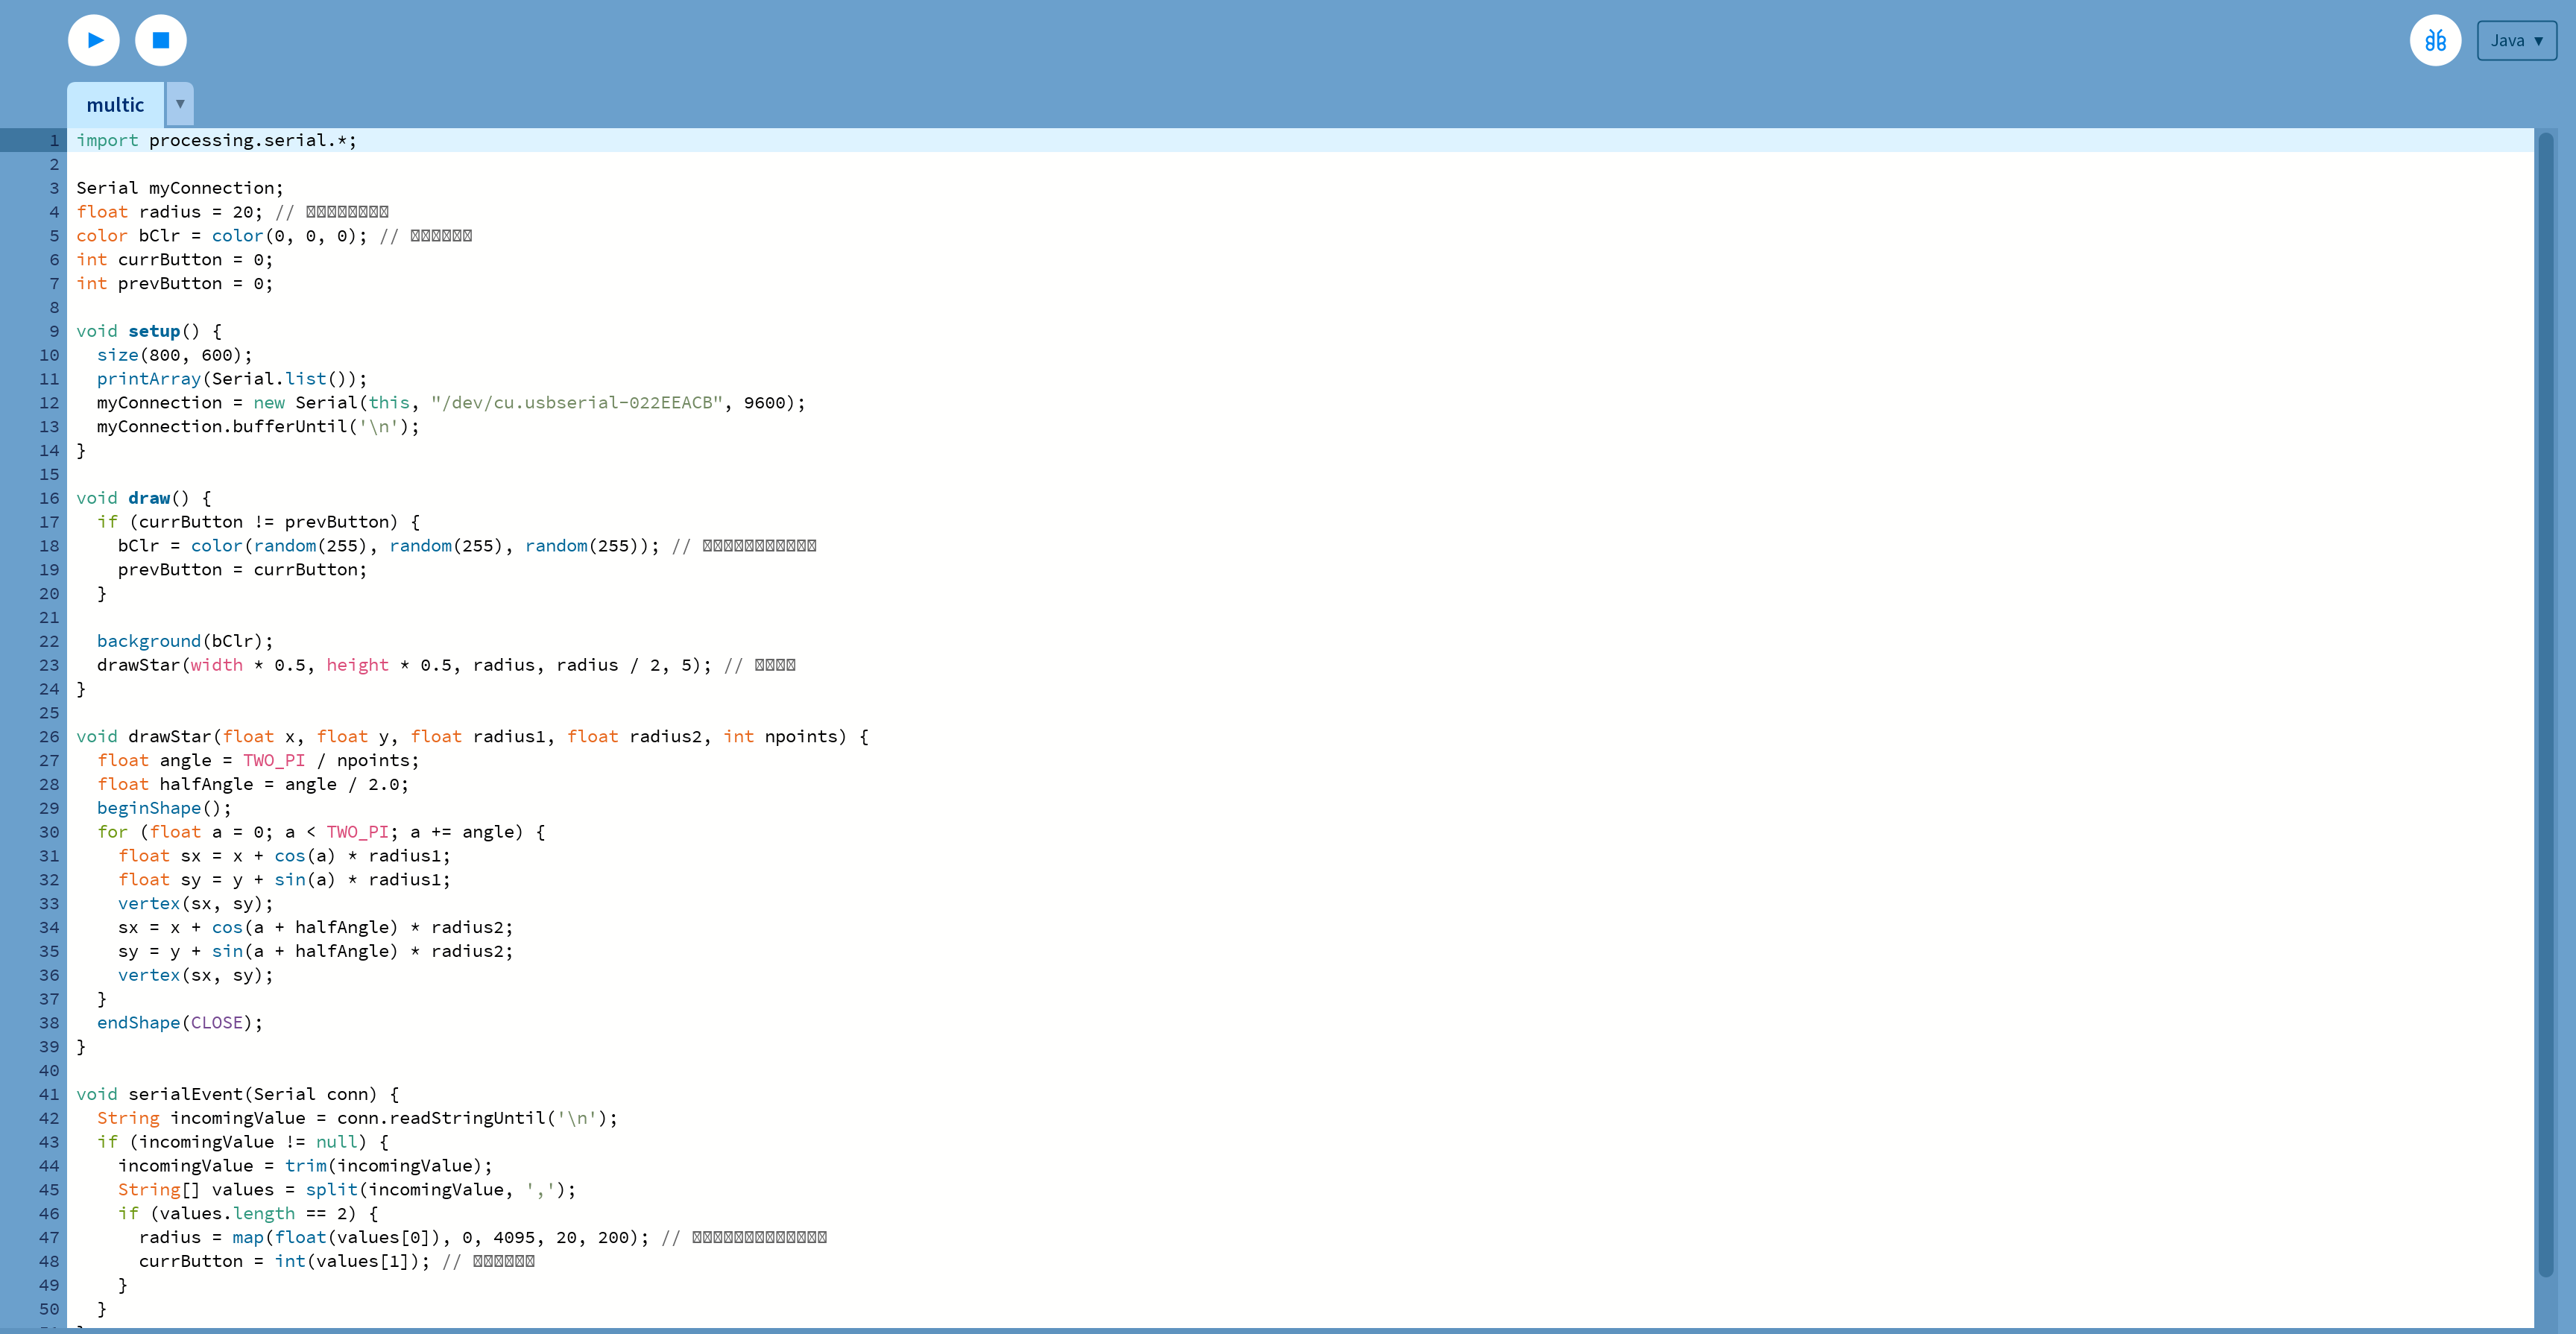 Java ▼
multic ▼
1 import processing.serial.*;
2
3 Serial myConnection;
4 float radius = 20; //
5 color bClr = color(0, 0, 0); //
6 int currButton = 0;
7 int prevButton = 0;
8
9 void setup() {
10   size(800, 600);
11   printArray(Serial.list());
12   myConnection = new Serial(this, "/dev/cu.usbserial-022EEACB", 9600);
13   myConnection.bufferUntil('\n');
14 }
15
16 void draw() {
17   if (currButton != prevButton) {
18     bClr = color(random(255), random(255), random(255)); //
19     prevButton = currButton;
20   }
21
22   background(bClr);
23   drawStar(width * 0.5, height * 0.5, radius, radius / 2, 5); //
24 }
25
26 void drawStar(float x, float y, float radius1, float radius2, int npoints) {
27   float angle = TWO_PI / npoints;
28   float halfAngle = angle / 2.0;
29   beginShape();
30   for (float a = 0; a < TWO_PI; a += angle) {
31     float sx = x + cos(a) * radius1;
32     float sy = y + sin(a) * radius1;
33     vertex(sx, sy);
34     sx = x + cos(a + halfAngle) * radius2;
35     sy = y + sin(a + halfAngle) * radius2;
36     vertex(sx, sy);
37   }
38   endShape(CLOSE);
39 }
40
41 void serialEvent(Serial conn) {
42   String incomingValue = conn.readStringUntil('\n');
43   if (incomingValue != null) {
44     incomingValue = trim(incomingValue);
45     String[] values = split(incomingValue, ',');
46     if (values.length == 2) {
47       radius = map(float(values[0]), 0, 4095, 20, 200); //
48       currButton = int(values[1]); //
49     }
50   }